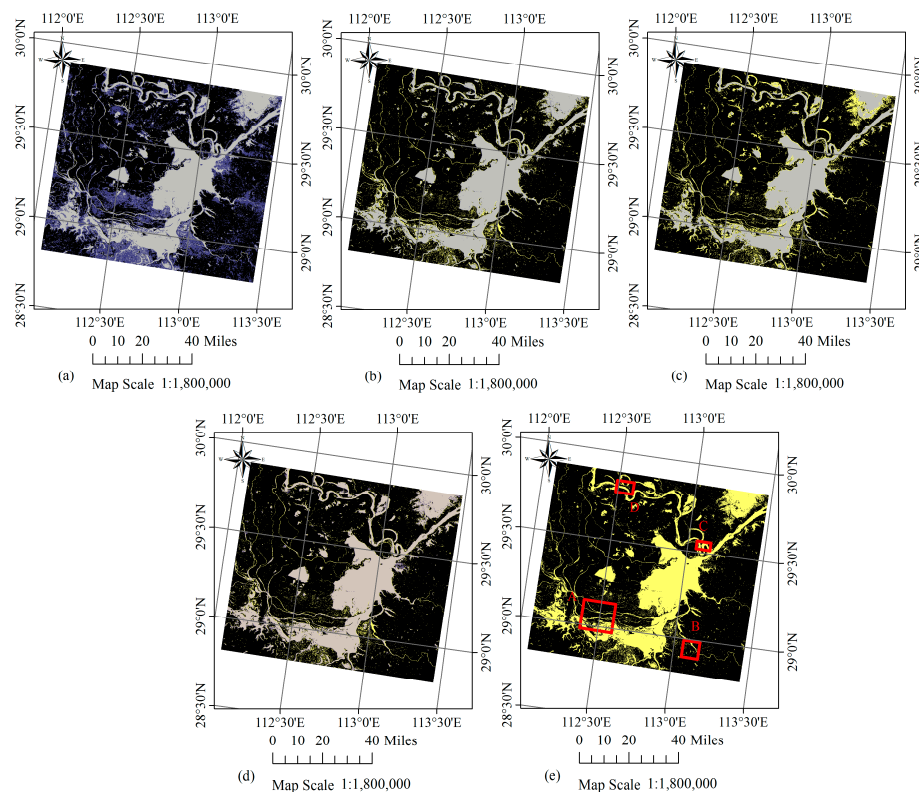 112°0'E 112°30'E 113°0'E
30°0'N 29°30'N 29°0'N 28°30'N
N
W E
S
30°0'N 29°30'N 29°0'N
112°30'E 113°0'E 113°30'E
0 10 20 40 Miles
(a) Map Scale 1:1,800,000
112°0'E 112°30'E 113°0'E
30°0'N 29°30'N 29°0'N 28°30'N
N
W E
S
30°0'N 29°30'N 29°0'N
112°30'E 113°0'E 113°30'E
0 10 20 40 Miles
(b) Map Scale 1:1,800,000
112°0'E 112°30'E 113°0'E
30°0'N 29°30'N 29°0'N 28°30'N
N
W E
S
30°0'N 29°30'N 29°0'N
112°30'E 113°0'E 113°30'E
0 10 20 40 Miles
(c) Map Scale 1:1,800,000
112°0'E 112°30'E 113°0'E
30°0'N 29°30'N 29°0'N 28°30'N
N
W E
S
30°0'N 29°30'N 29°0'N
112°30'E 113°0'E 113°30'E
0 10 20 40 Miles
(d) Map Scale 1:1,800,000
112°0'E 112°30'E 113°0'E
30°0'N 29°30'N 29°0'N 28°30'N
N
W E
S
D
C
A
B
30°0'N 29°30'N 29°0'N
112°30'E 113°0'E 113°30'E
0 10 20 40 Miles
(e) Map Scale 1:1,800,000